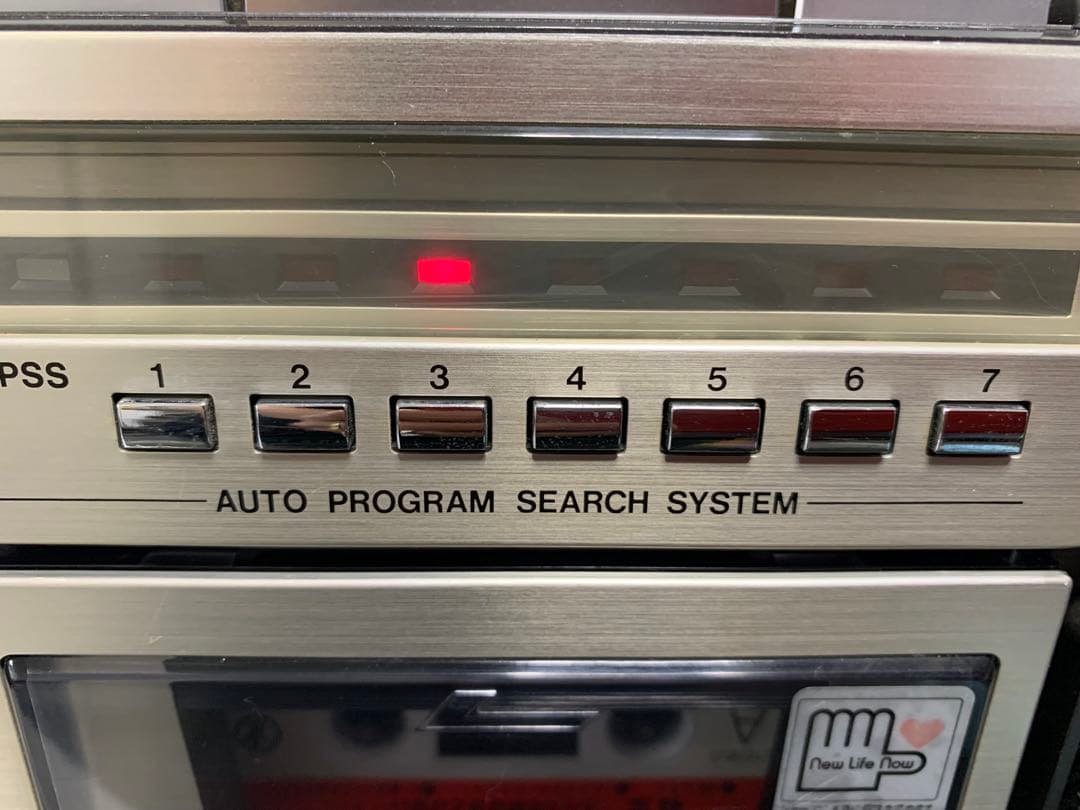 PSS 1 2 3 4 5 6 7
AUTO PROGRAM SEARCH SYSTEM
New Life Now